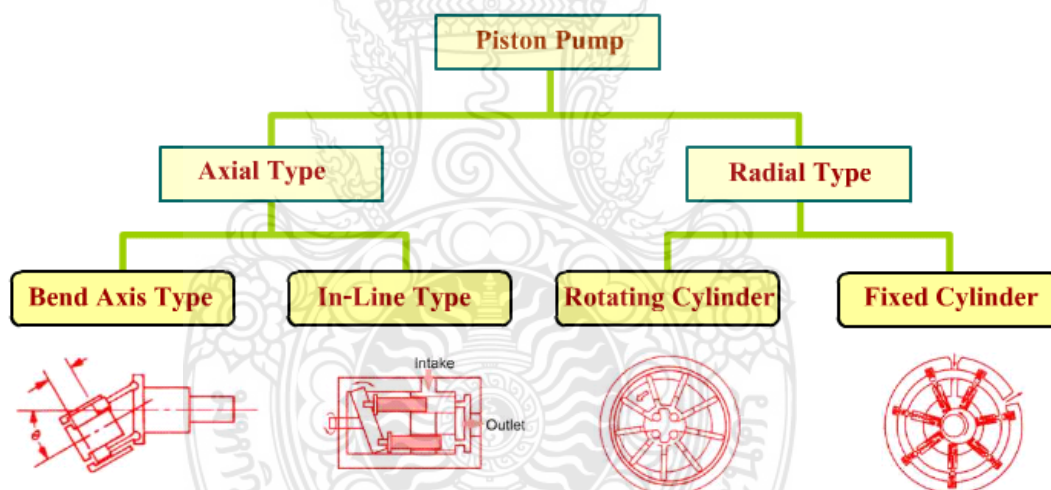 Piston Pump
Axial Type
Radial Type
Bend Axis Type
In-Line Type
Rotating Cylinder
Fixed Cylinder
Intake
Outlet